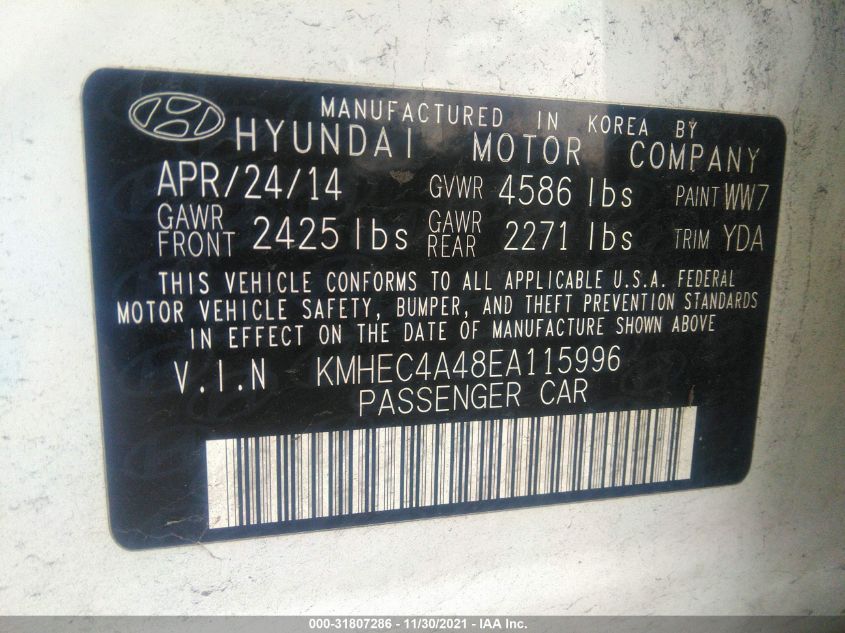 MANUFACTURED IN KOREA BY
HYUNDAI MOTOR COMPANY
APR/24/14 GVWR 4586 lbs PAINT WW7
GAWR FRONT 2425 lbs GAWR REAR 2271 lbs TRIM YDA
THIS VEHICLE CONFORMS TO ALL APPLICABLE U.S.A. FEDERAL
MOTOR VEHICLE SAFETY, BUMPER, AND THEFT PREVENTION STANDARDS
IN EFFECT ON THE DATE OF MANUFACTURE SHOWN ABOVE
V.I.N KMHEC4A48EA115996
PASSENGER CAR
000-31807286 - 11/30/2021 - IAA Inc.